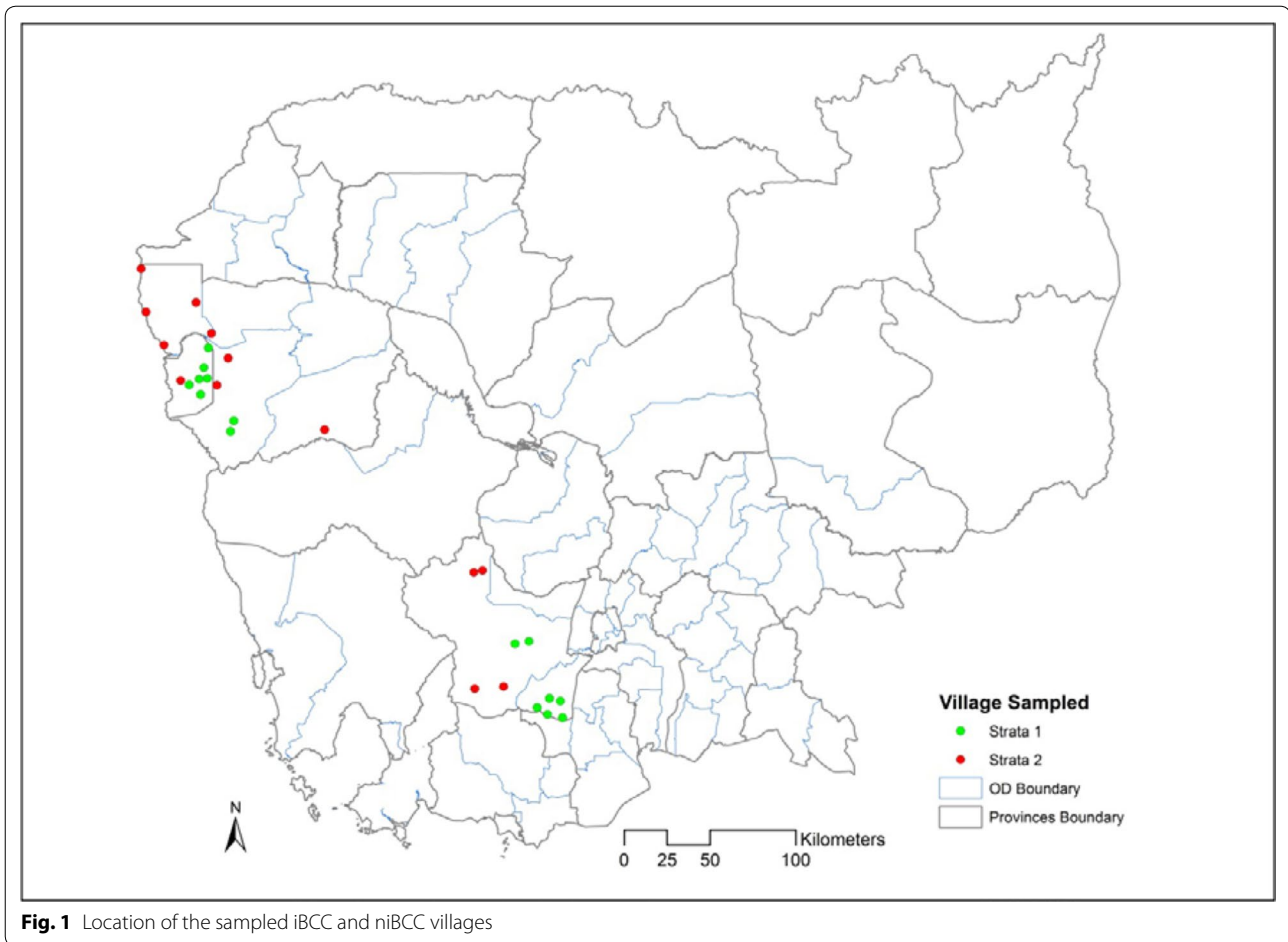 Village Sampled
Strata 1
Strata 2
OD Boundary
Provinces Boundary
N
Kilometers
0 25 50 100
Fig. 1 Location of the sampled iBCC and niBCC villages